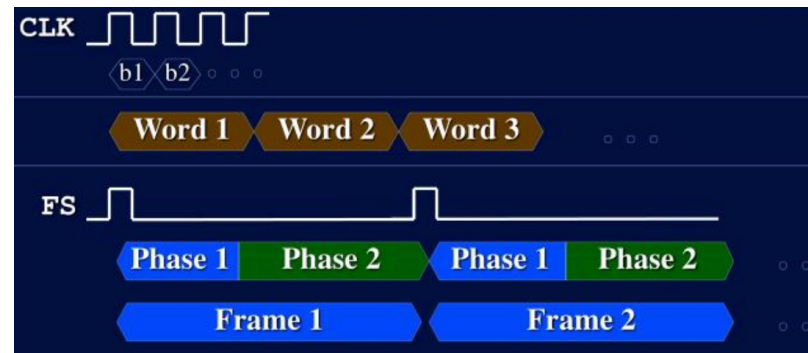 CLK
b1 b2
Word 1 Word 2 Word 3
FS
Phase 1 Phase 2 Phase 1 Phase 2
Frame 1 Frame 2